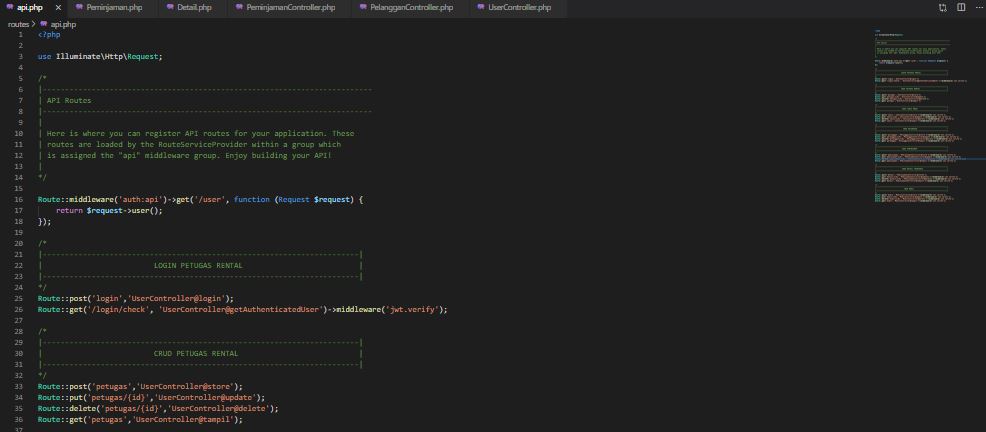 api.php
Peminjaman.php
Detail.php
PeminjamanController.php
PelangganController.php
UserController.php
routes > api.php
1 <?php
2
3 use Illuminate\Http\Request;
4
5 /*
6 |--------------------------------------------------------------------------
7 | API Routes
8 |--------------------------------------------------------------------------
9 |
10 | Here is where you can register API routes for your application. These
11 | routes are loaded by the RouteServiceProvider within a group which
12 | is assigned the "api" middleware group. Enjoy building your API!
13 |
14 */
15
16 Route::middleware('auth:api')->get('/user', function (Request $request) {
17     return $request->user();
18 });
19
20 /*
21 |-----------------------------------------------------------------------|
22 |                         LOGIN PETUGAS RENTAL                          |
23 |-----------------------------------------------------------------------|
24 */
25 Route::post('login','UserController@login');
26 Route::get('/login/check', 'UserController@getAuthenticatedUser')->middleware('jwt.verify');
27
28 /*
29 |-----------------------------------------------------------------------|
30 |                         CRUD PETUGAS RENTAL                           |
31 |-----------------------------------------------------------------------|
32 */
33 Route::post('petugas','UserController@store');
34 Route::put('petugas/{id}','UserController@update');
35 Route::delete('petugas/{id}','UserController@delete');
36 Route::get('petugas','UserController@tampil');
37